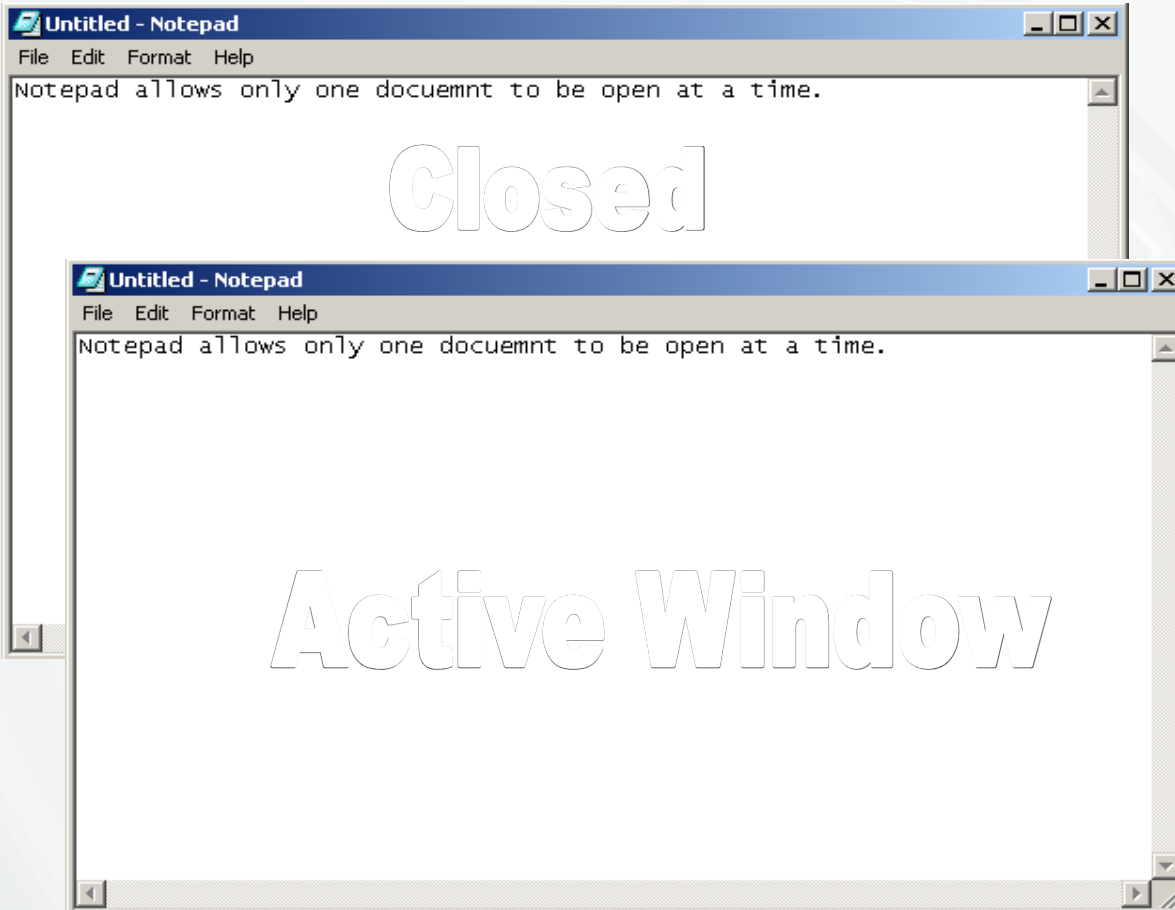 Untitled - Notepad
File Edit Format Help
Notepad allows only one docuemnt to be open at a time.
Closed
Untitled - Notepad
File Edit Format Help
Notepad allows only one docuemnt to be open at a time.
Active Window